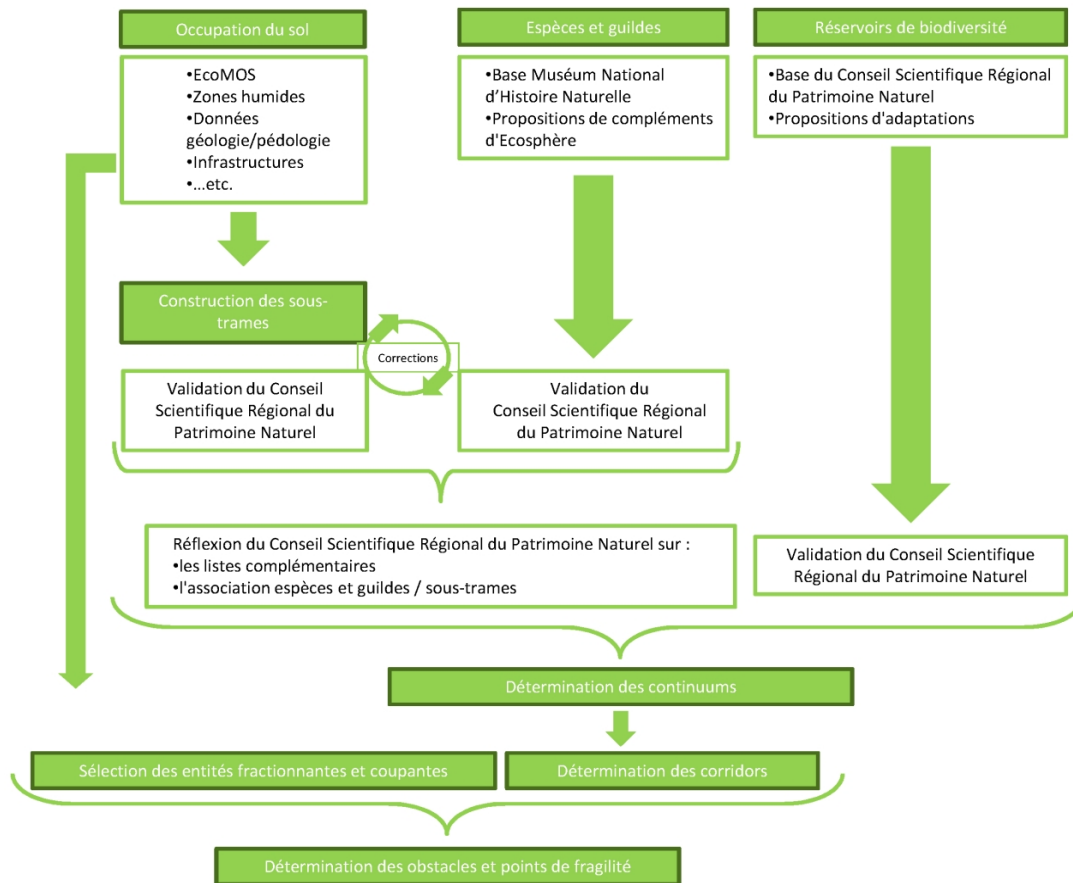 Occupation du sol
•EcoMOS
•Zones humides
•Données
géologie/pédologie
•Infrastructures
•...etc.
Espèces et guildes
•Base Muséum National
d'Histoire Naturelle
•Propositions de compléments
d'Ecosphère
Réservoirs de biodiversité
•Base du Conseil Scientifique Régional
du Patrimoine Naturel
•Propositions d'adaptations
Construction des sous-
trames
Corrections
Validation du Conseil
Scientifique Régional du
Patrimoine Naturel
Validation du
Conseil Scientifique Régional
du Patrimoine Naturel
Réflexion du Conseil Scientifique Régional du Patrimoine Naturel sur :
•les listes complémentaires
•l'association espèces et guildes / sous-trames
Validation du Conseil Scientifique
Régional du Patrimoine Naturel
Détermination des continuums
Sélection des entités fractionnantes et coupantes
Détermination des corridors
Détermination des obstacles et points de fragilité